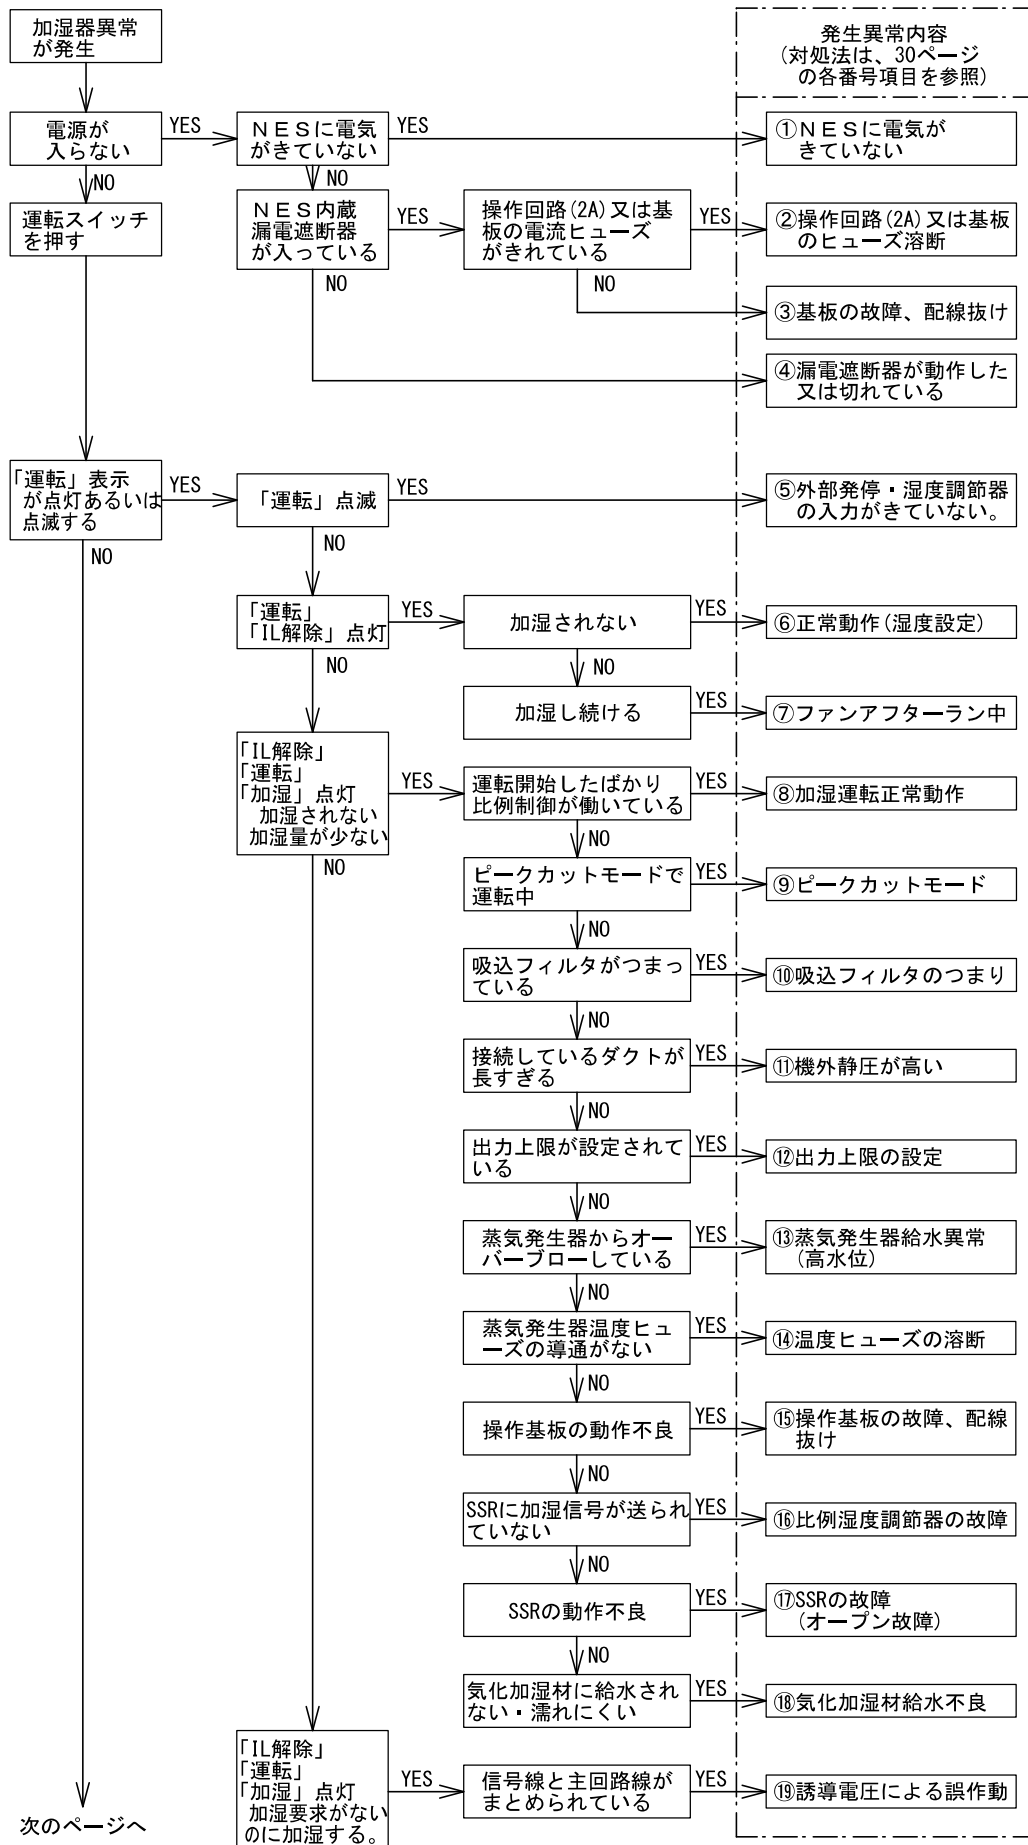 加湿器異常
が発生
発生異常内容
(対処法は、30ページ
の各番号項目を参照)
電源が
入らない
YES
NESに電気
がきていない
YES
①NESに電気が
きていない
NO
NO
運転スイッチ
を押す
NES内蔵
漏電遮断器
が入っている
YES
操作回路(2A)又は基
板の電流ヒューズ
がきれている
YES
②操作回路(2A)又は基板
のヒューズ溶断
NO
NO
③基板の故障、配線抜け
④漏電遮断器が動作した
又は切れている
「運転」表示
が点灯あるいは
点滅する
YES
「運転」点滅
YES
⑤外部発停・湿度調節器
の入力がきていない。
NO
NO
「運転」
「IL解除」点灯
YES
加湿されない
YES
⑥正常動作(湿度設定)
NO
NO
加湿し続ける
YES
⑦ファンアフターラン中
「IL解除」
「運転」
「加湿」点灯
加湿されない
加湿量が少ない
YES
運転開始したばかり
比例制御が働いている
YES
⑧加湿運転正常動作
NO
NO
ピークカットモードで
運転中
YES
⑨ピークカットモード
NO
吸込フィルタがつまっ
ている
YES
⑩吸込フィルタのつまり
NO
接続しているダクトが
長すぎる
YES
⑪機外静圧が高い
NO
出力上限が設定されて
いる
YES
⑫出力上限の設定
NO
蒸気発生器からオー
バーブローしている
YES
⑬蒸気発生器給水異常
(高水位)
NO
蒸気発生器温度ヒュ
ーズの導通がない
YES
⑭温度ヒューズの溶断
NO
操作基板の動作不良
YES
⑮操作基板の故障、配線
抜け
NO
SSRに加湿信号が送られ
ていない
YES
⑯比例湿度調節器の故障
NO
SSRの動作不良
YES
⑰SSRの故障
(オープン故障)
NO
気化加湿材に給水され
ない・濡れにくい
YES
⑱気化加湿材給水不良
「IL解除」
「運転」
「加湿」点灯
加湿要求がない
のに加湿する。
YES
信号線と主回路線が
まとめられている
YES
⑲誘導電圧による誤作動
次のページへ